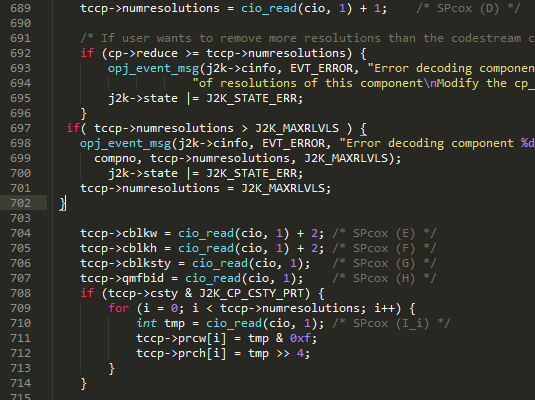 689 tccp->numresolutions = cio_read(cio, 1) + 1; /* SPcox (D) */
690
691 /* If user wants to remove more resolutions than the codestream c
692 if (cp->reduce >= tccp->numresolutions) {
693 opj_event_msg(j2k->cinfo, EVT_ERROR, "Error decoding component
694 "of resolutions of this component\nModify the cp_
695 j2k->state |= J2K_STATE_ERR;
696 }
697 if( tccp->numresolutions > J2K_MAXRLVLS ) {
698 opj_event_msg(j2k->cinfo, EVT_ERROR, "Error decoding component %d
699 compno, tccp->numresolutions, J2K_MAXRLVLS);
700 j2k->state |= J2K_STATE_ERR;
701 tccp->numresolutions = J2K_MAXRLVLS;
702 }
703
704 tccp->cblkw = cio_read(cio, 1) + 2; /* SPcox (E) */
705 tccp->cblkh = cio_read(cio, 1) + 2; /* SPcox (F) */
706 tccp->cblksty = cio_read(cio, 1); /* SPcox (G) */
707 tccp->qmfbid = cio_read(cio, 1); /* SPcox (H) */
708 if (tccp->csty & J2K_CP_CSTY_PRT) {
709 for (i = 0; i < tccp->numresolutions; i++) {
710 int tmp = cio_read(cio, 1); /* SPcox (I_i) */
711 tccp->prcw[i] = tmp & 0xf;
712 tccp->prch[i] = tmp >> 4;
713 }
714 }
715